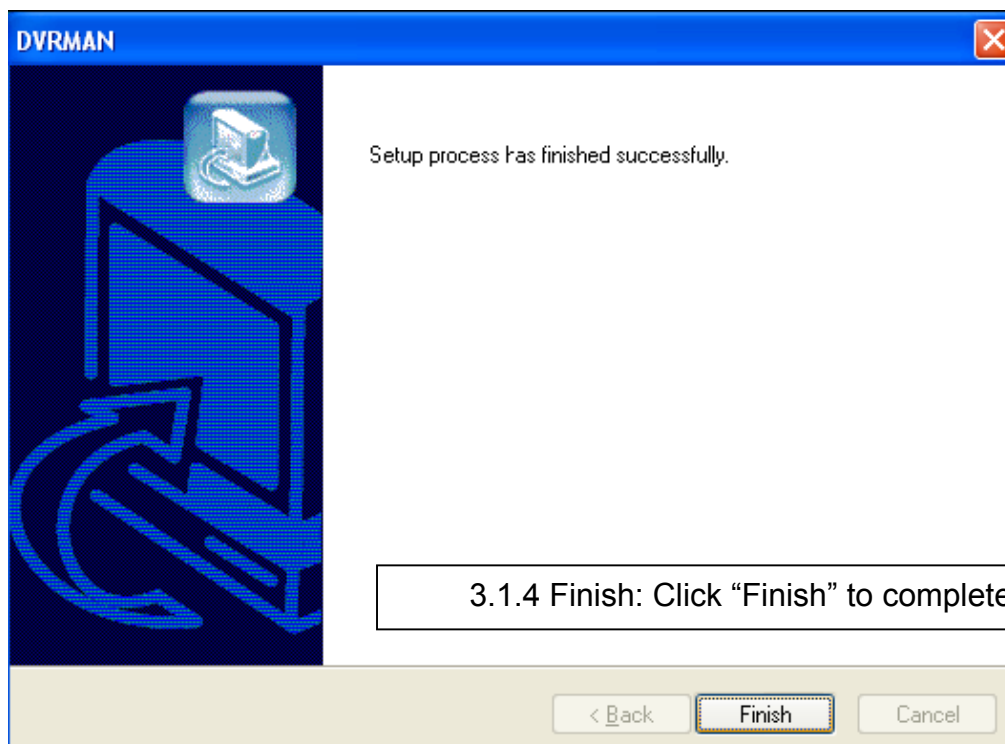 DVRMAN
Setup process has finished successfully.
3.1.4 Finish: Click “Finish” to complete
< Back Finish Cancel